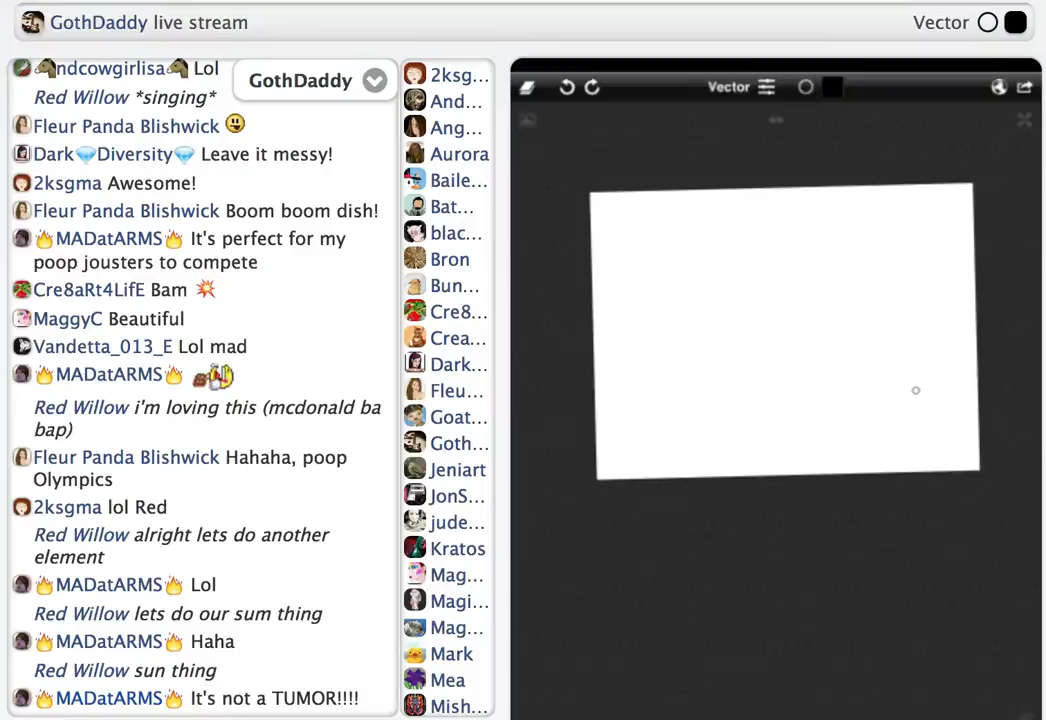 GothDaddy live stream
Vector
ndcowgirlisa Lol
GothDaddy
Red Willow *singing*
Fleur Panda Blishwick
Dark Diversity Leave it messy!
2ksgma Awesome!
Fleur Panda Blishwick Boom boom dish!
MADatARMS It's perfect for my
poop jousters to compete
Cre8aRt4LifE Bam
MaggyC Beautiful
Vandetta_013_E Lol mad
MADatARMS
Red Willow i'm loving this (mcdonald ba
bap)
Fleur Panda Blishwick Hahaha, poop
Olympics
2ksgma lol Red
Red Willow alright lets do another
element
MADatARMS Lol
Red Willow lets do our sum thing
MADatARMS Haha
Red Willow sun thing
MADatARMS It's not a TUMOR!!!!
2ksg...
And...
Ang...
Aurora
Baile...
Bat...
blac...
Bron
Bun...
Cre8...
Crea...
Dark...
Fleu...
Goat...
Goth...
Jeniart
JonS...
jude...
Kratos
Mag...
Magi...
Mag...
Mark
Mea
Mish...
Vector